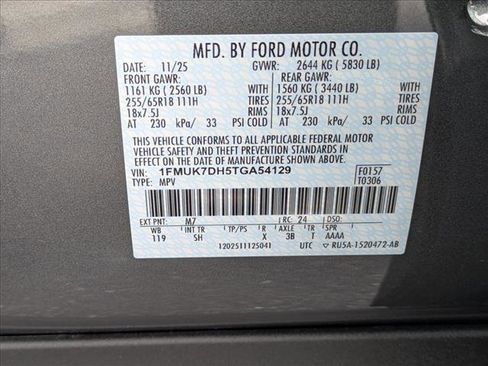 MFD. BY FORD MOTOR CO.
11/25 GVWR: 2644 KG ( 5830 LB)
FRONT GAWR: REAR GAWR:
1161 KG ( 2560 LB) WITH 1560 KG ( 3440 LB) WITH
255/65R18 111H TIRES 255/65R18 111H TIRES
18x7.5J RIMS 18x7.5J RIMS
AT 230 kPa/ 33 PSI COLD AT 230 kPa/ 33 PSI COLD
THIS VEHICLE CONFORMS TO ALL APPLICABLE FEDERAL MOTOR
VEHICLE SAFETY AND THEFT PREVENTION STANDARDS IN
EFFECT ON THE DATE OF MANUFACTURE SHOWN ABOVE.
VIN: 1FMUK7DH5TGA54129 F0157
TYPE: MPV T0306
EXT PNT: M7 RC: 24 DSO:
WB INT TR TP/PS R AXLE TR SPR
119 SH X 3B T AAAA
1202511125041 UTC ▽ RU5A-1520472-AB